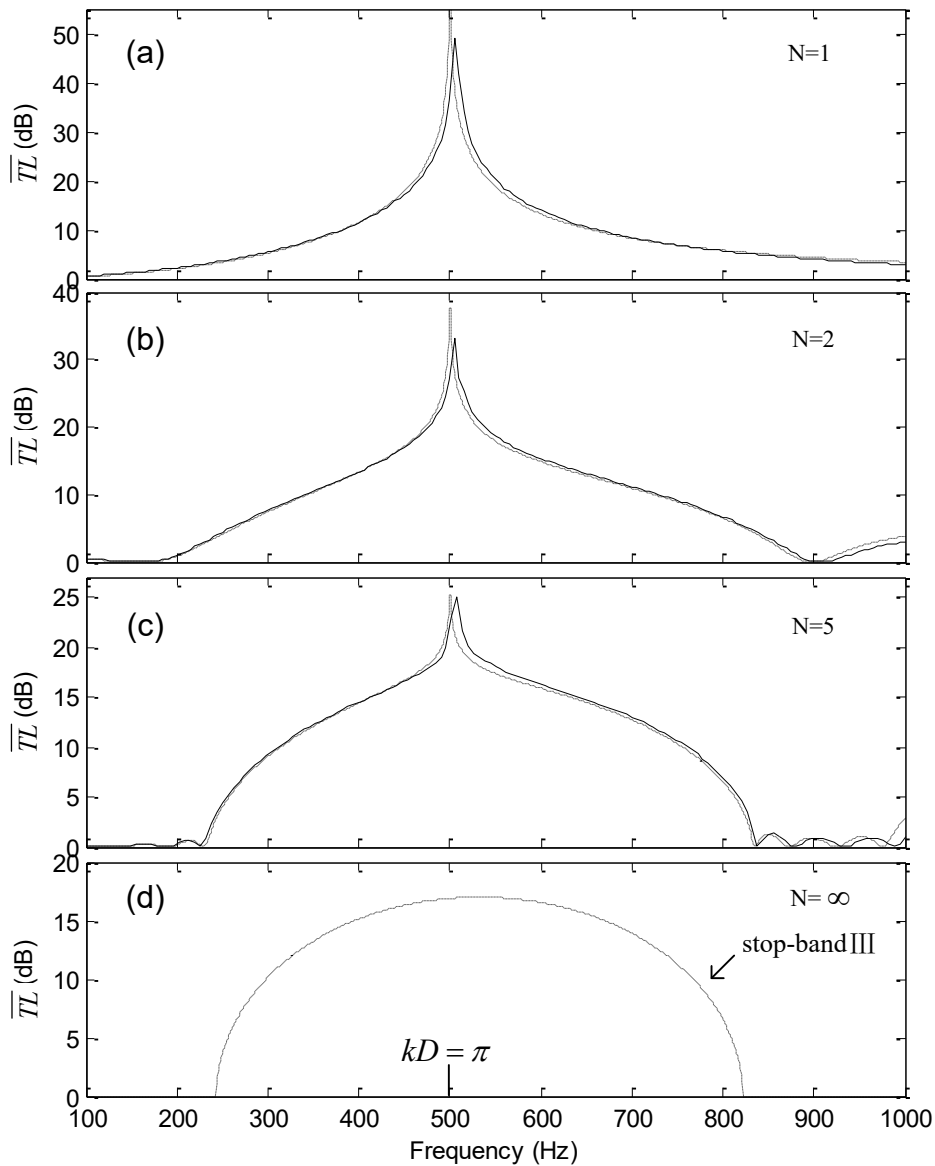 (a)
N=1
TL (dB)
50
40
30
20
10
0
(b)
N=2
TL (dB)
40
30
20
10
0
(c)
N=5
TL (dB)
25
20
15
10
5
0
(d)
N= ∞
stop-band III
kD = π
TL (dB)
20
15
10
5
0
100 200 300 400 500 600 700 800 900 1000
Frequency (Hz)